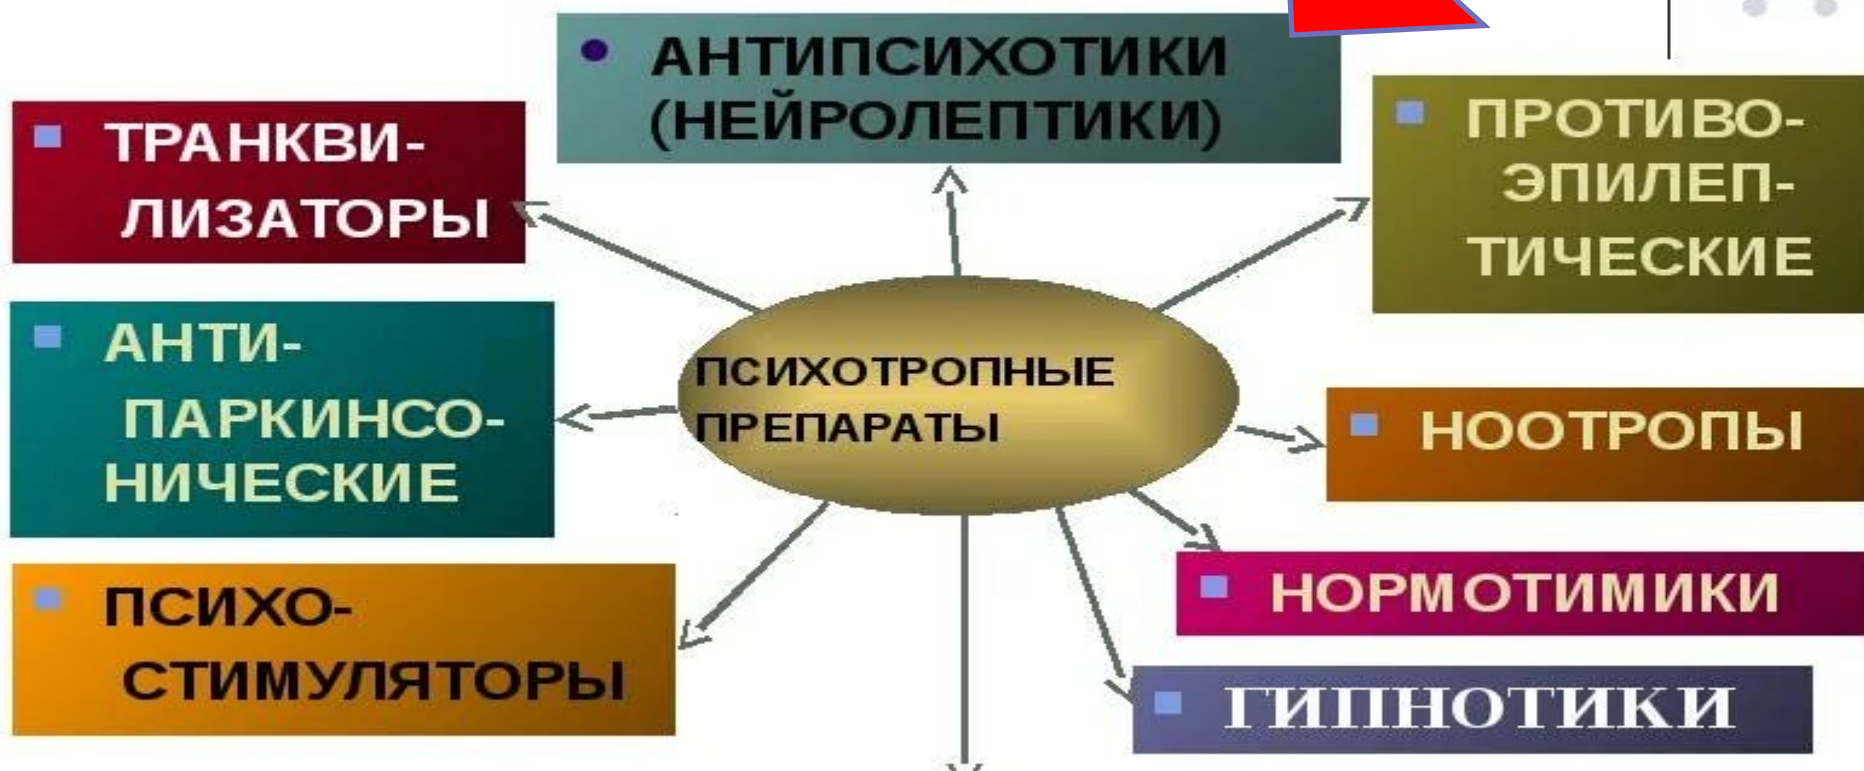 АНТИПСИХОТИКИ
(НЕЙРОЛЕПТИКИ)
ТРАНКВИ-
ЛИЗАТОРЫ
ПРОТИВО-
ЭПИЛЕП-
ТИЧЕСКИЕ
АНТИ-
ПАРКИНСО-
НИЧЕСКИЕ
ПСИХОТРОПНЫЕ
ПРЕПАРАТЫ
НООТРОПЫ
ПСИХО-
СТИМУЛЯТОРЫ
НОРМОТИМИКИ
ГИПНОТИКИ